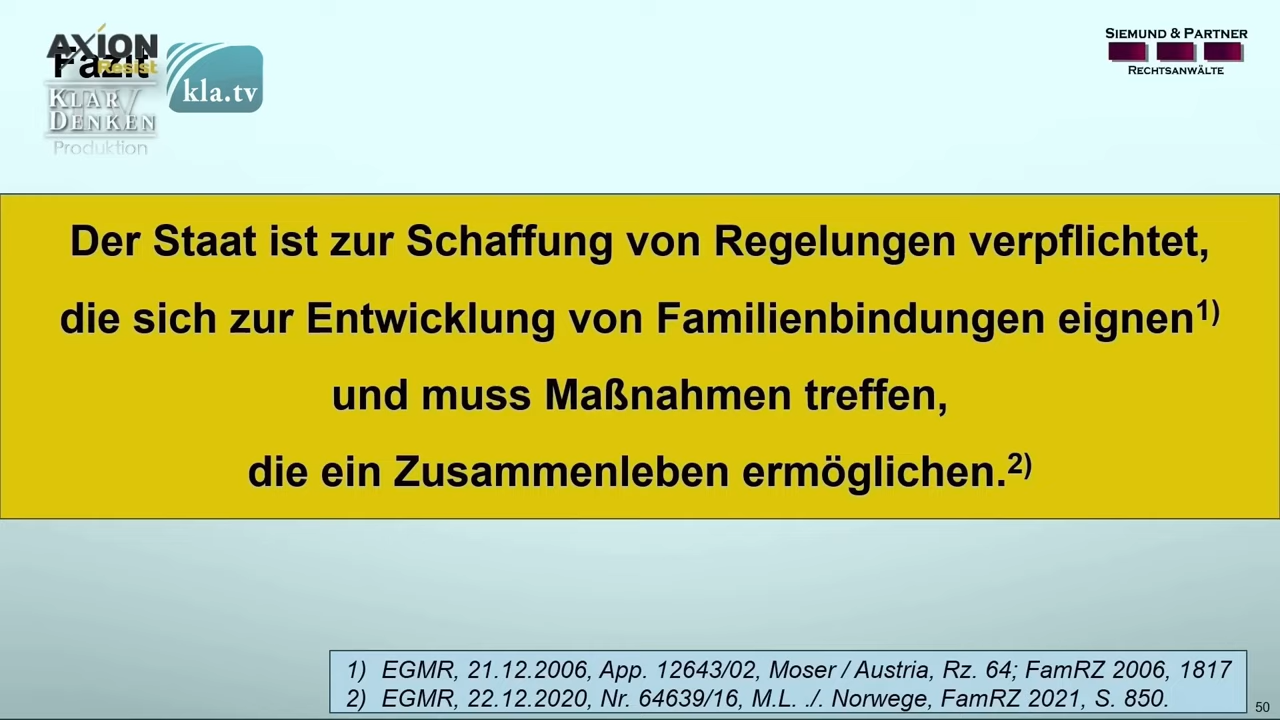 AXION
Resist
Fazit
KLAR
DENKEN
Produktion
kla.tv
SIEMUND & PARTNER
RECHTSANWÄLTE
Der Staat ist zur Schaffung von Regelungen verpflichtet,
die sich zur Entwicklung von Familienbindungen eignen1)
und muss Maßnahmen treffen,
die ein Zusammenleben ermöglichen.2)
1) EGMR, 21.12.2006, App. 12643/02, Moser / Austria, Rz. 64; FamRZ 2006, 1817
2) EGMR, 22.12.2020, Nr. 64639/16, M.L. ./. Norwege, FamRZ 2021, S. 850.
50